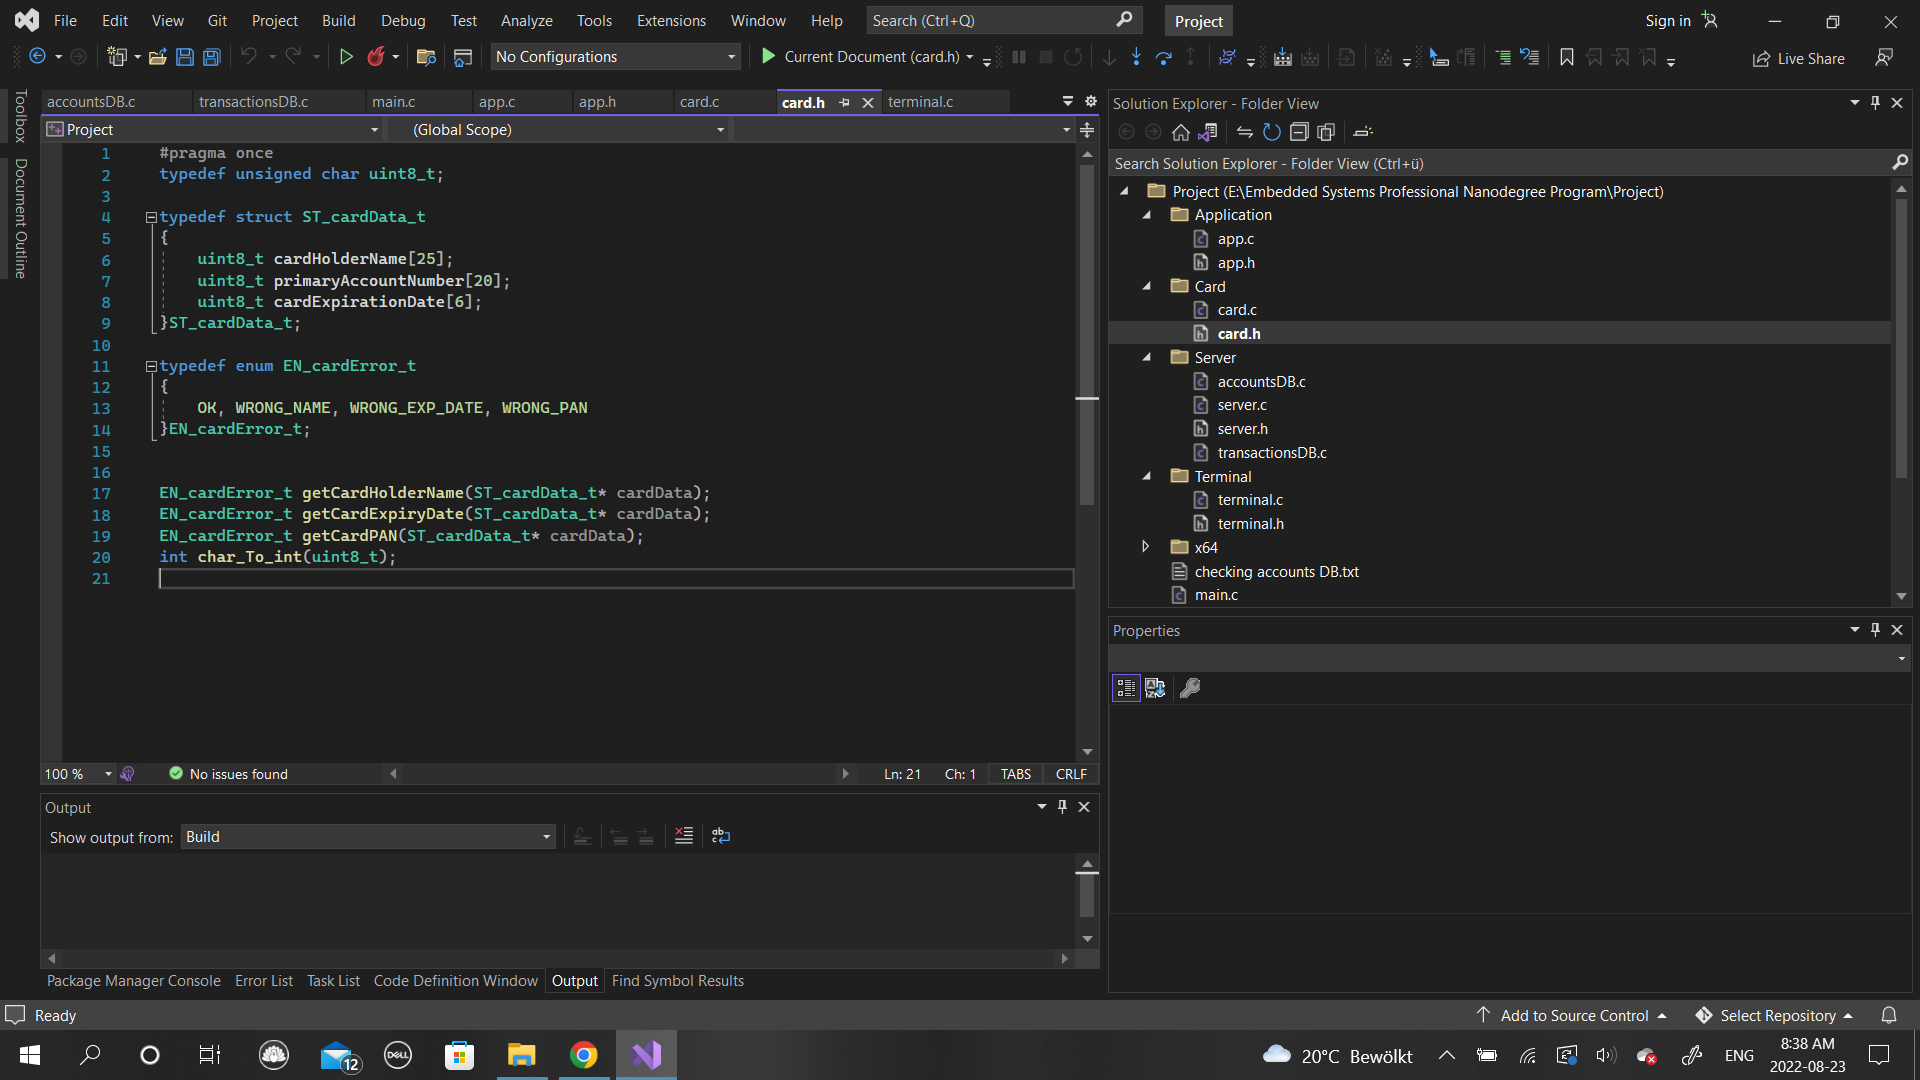 File Edit View Git Project Build Debug Test Analyze Tools Extensions Window Help Search (Ctrl+Q) Project Sign in
No Configurations Current Document (card.h) Live Share
Toolbox
Document Outline
accountsDB.c transactionsDB.c main.c app.c app.h card.c card.h terminal.c
Project (Global Scope)
1 #pragma once
2 typedef unsigned char uint8_t;
3
4 typedef struct ST_cardData_t
5 {
6 uint8_t cardHolderName[25];
7 uint8_t primaryAccountNumber[20];
8 uint8_t cardExpirationDate[6];
9 }ST_cardData_t;
10
11 typedef enum EN_cardError_t
12 {
13 OK, WRONG_NAME, WRONG_EXP_DATE, WRONG_PAN
14 }EN_cardError_t;
15
16
17 EN_cardError_t getCardHolderName(ST_cardData_t* cardData);
18 EN_cardError_t getCardExpiryDate(ST_cardData_t* cardData);
19 EN_cardError_t getCardPAN(ST_cardData_t* cardData);
20 int char_To_int(uint8_t);
21
100 % No issues found Ln: 21 Ch: 1 TABS CRLF
Output
Show output from: Build
Package Manager Console Error List Task List Code Definition Window Output Find Symbol Results
Solution Explorer - Folder View
Search Solution Explorer - Folder View (Ctrl+ü)
Project (E:\Embedded Systems Professional Nanodegree Program\Project)
Application
app.c
app.h
Card
card.c
card.h
Server
accountsDB.c
server.c
server.h
transactionsDB.c
Terminal
terminal.c
terminal.h
x64
checking accounts DB.txt
main.c
Properties
Ready Add to Source Control Select Repository
12 DELL 20°C Bewölkt ENG 8:38 AM
2022-08-23